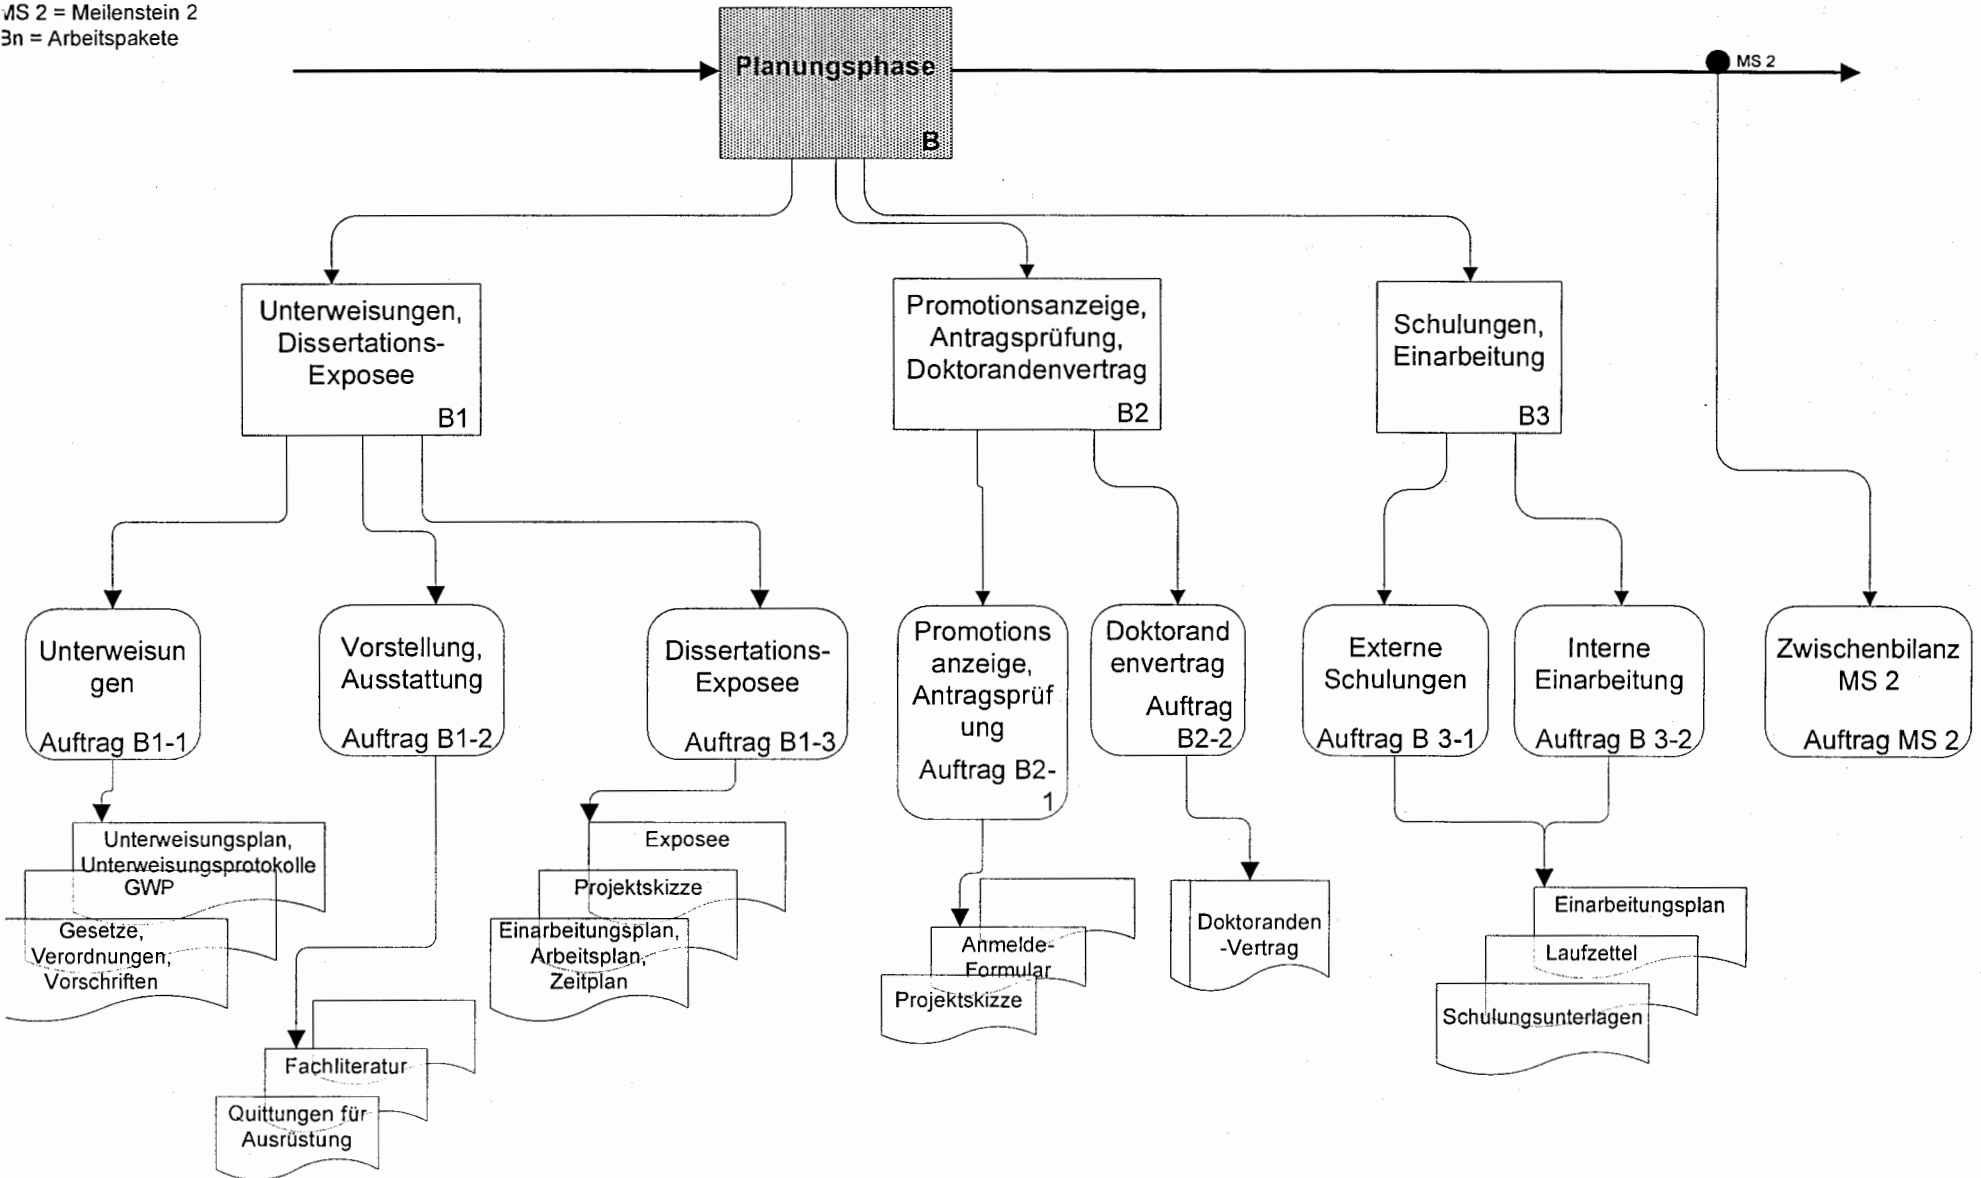 MS 2 = Meilenstein 2
Bn = Arbeitspakete
Planungsphase
B
MS 2
Unterweisungen,
Dissertations-
Exposee
B1
Promotionsanzeige,
Antragsprüfung,
Doktorandenvertrag
B2
Schulungen,
Einarbeitung
B3
Unterweisun
gen
Auftrag B1-1
Vorstellung,
Ausstattung
Auftrag B1-2
Dissertations-
Exposee
Auftrag B1-3
Promotions
anzeige,
Antragsprüf
ung
Auftrag B2-
1
Doktorand
envertrag
Auftrag
B2-2
Externe
Schulungen
Auftrag B 3-1
Interne
Einarbeitung
Auftrag B 3-2
Zwischenbilanz
MS 2
Auftrag MS 2
Unterweisungsplan,
Unterweisungsprotokolle
GWP
Gesetze,
Verordnungen,
Vorschriften
Fachliteratur
Quittungen für
Ausrüstung
Exposee
Projektskizze
Einarbeitungsplan,
Arbeitsplan,
Zeitplan
Anmelde-
Formular
Projektskizze
Doktoranden
-Vertrag
Einarbeitungsplan
Laufzettel
Schulungsunterlagen